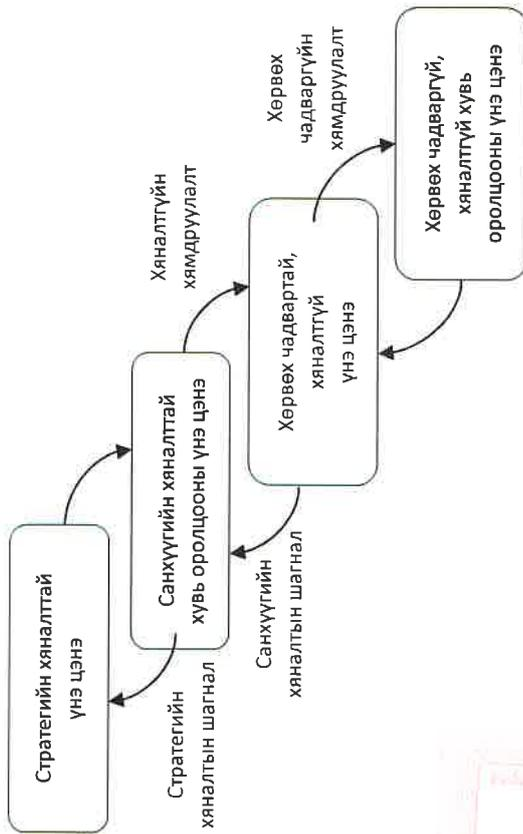 Стратегийн хяналттай
үнэ цэнэ
Стратегийн
хяналтын шагнал
Санхүүгийн хяналттай
хувь оролцооны үнэ цэнэ
Хяналтгүйн
хямдруулалт
Санхүүгийн
хяналтын шагнал
Хөрвөх чадвартай,
хяналтгүй
үнэ цэнэ
Хөрвөх
чадваргүйн
хямдруулалт
Хөрвөх чадваргүй,
хяналтгүй хувь
оролцооны үнэ цэнэ